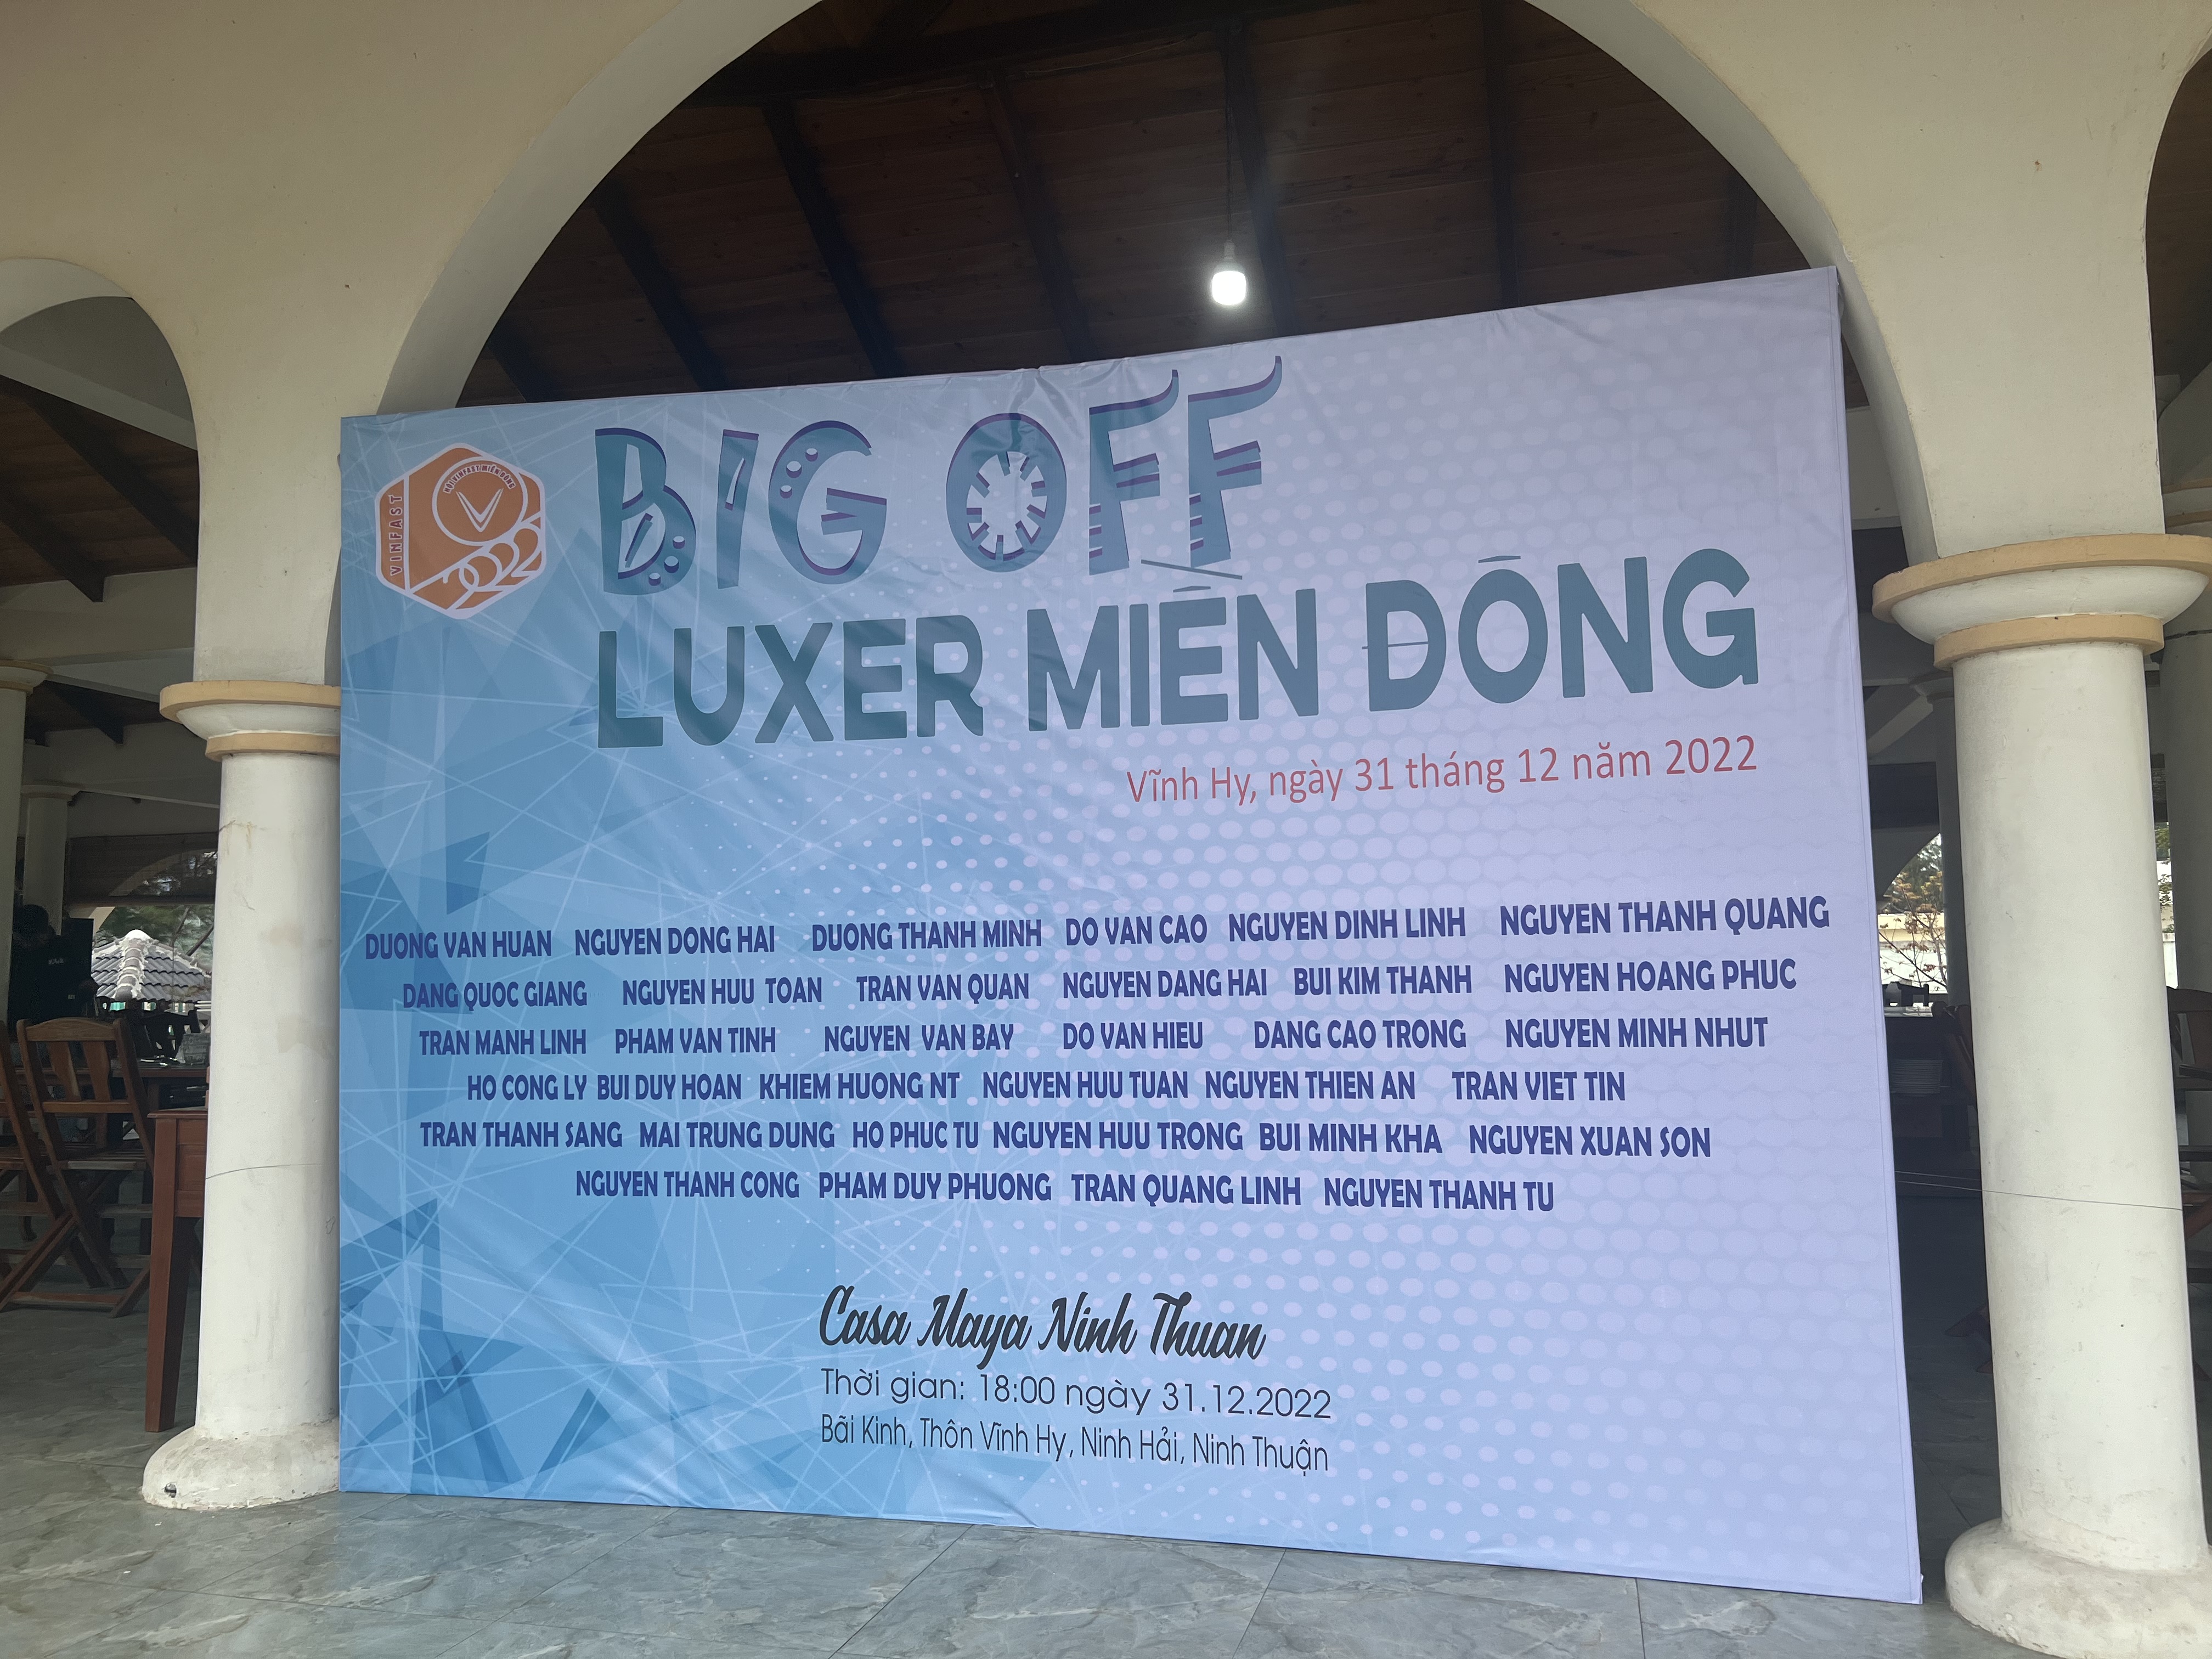 VINFAST
HỘI VINFAST MIỀN ĐÔNG
2022
BIG OFF
LUXER MIỀN ĐÔNG
Vĩnh Hy, ngày 31 tháng 12 năm 2022
DUONG VAN HUAN NGUYEN DONG HAI DUONG THANH MINH DO VAN CAO NGUYEN DINH LINH NGUYEN THANH QUANG
DANG QUOC GIANG NGUYEN HUU TOAN TRAN VAN QUAN NGUYEN DANG HAI BUI KIM THANH NGUYEN HOANG PHUC
TRAN MANH LINH PHAM VAN TINH NGUYEN VAN BAY DO VAN HIEU DANG CAO TRONG NGUYEN MINH NHUT
HO CONG LY BUI DUY HOAN KHIEM HUONG NT NGUYEN HUU TUAN NGUYEN THIEN AN TRAN VIET TIN
TRAN THANH SANG MAI TRUNG DUNG HO PHUC TU NGUYEN HUU TRONG BUI MINH KHA NGUYEN XUAN SON
NGUYEN THANH CONG PHAM DUY PHUONG TRAN QUANG LINH NGUYEN THANH TU
Casa Maya Ninh Thuan
Thời gian: 18:00 ngày 31.12.2022
Bãi Kinh, Thôn Vĩnh Hy, Ninh Hải, Ninh Thuận